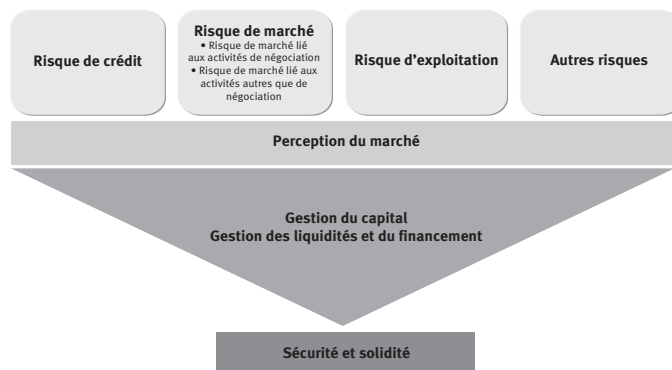 Risque de crédit
Risque de marché
• Risque de marché lié
aux activités de négociation
• Risque de marché lié aux
activités autres que de
négociation
Risque d'exploitation
Autres risques
Perception du marché
Gestion du capital
Gestion des liquidités et du financement
Sécurité et solidité